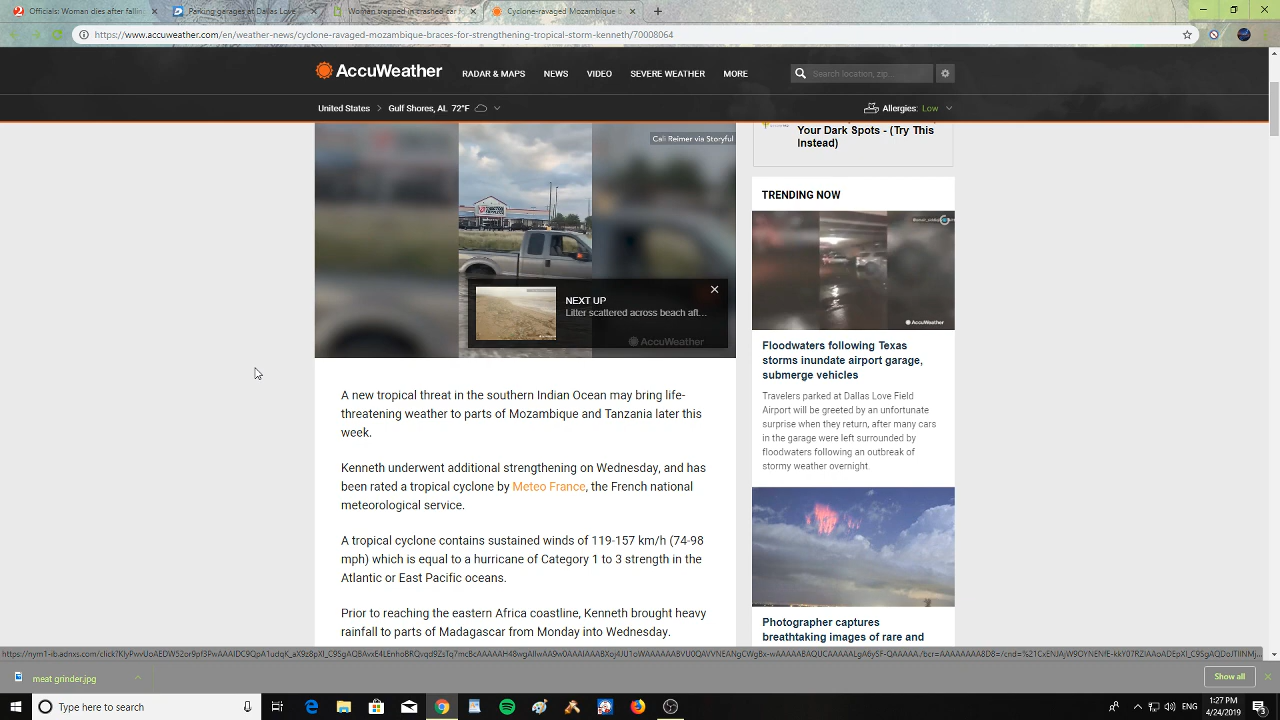 Officials: Woman dies after fallin
Parking garages at Dallas Love
Women trapped in crashed car f
Cyclone-ravaged Mozambique b
https://www.accuweather.com/en/weather-news/cyclone-ravaged-mozambique-braces-for-strengthening-tropical-storm-kenneth/70008064
AccuWeather
RADAR & MAPS
NEWS
VIDEO
SEVERE WEATHER
MORE
Search location, zip...
United States > Gulf Shores, AL 72°F
Allergies: Low
Cali Reimer via Storyful
NEXT UP
Litter scattered across beach aft...
AccuWeather
A new tropical threat in the southern Indian Ocean may bring life-
threatening weather to parts of Mozambique and Tanzania later this
week.
Kenneth underwent additional strengthening on Wednesday, and has
been rated a tropical cyclone by Meteo France, the French national
meteorological service.
A tropical cyclone contains sustained winds of 119-157 km/h (74-98
mph) which is equal to a hurricane of Category 1 to 3 strength in the
Atlantic or East Pacific oceans.
Prior to reaching the eastern Africa coastline, Kenneth brought heavy
rainfall to parts of Madagascar from Monday into Wednesday.
Your Dark Spots - (Try This
Instead)
TRENDING NOW
AccuWeather
Floodwaters following Texas
storms inundate airport garage,
submerge vehicles
Travelers parked at Dallas Love Field
Airport will be greeted by an unfortunate
surprise when they return, after many cars
in the garage were left surrounded by
floodwaters following an outbreak of
stormy weather overnight.
Photographer captures
breathtaking images of rare and
meat grinder.jpg
Show all
Type here to search
ENG
1:27 PM
4/24/2019